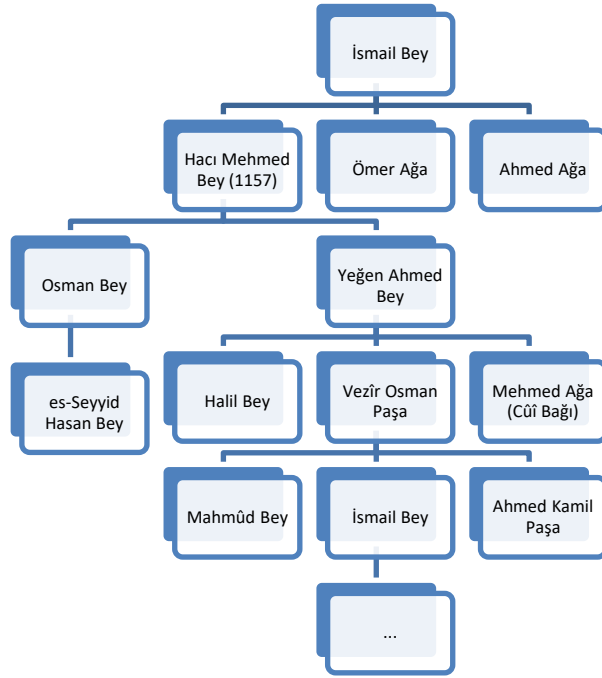 İsmail Bey
Hacı Mehmed
Bey (1157)
Ömer Ağa
Ahmed Ağa
Osman Bey
Yeğen Ahmed
Bey
es-Seyyid
Hasan Bey
Halil Bey
Vezîr Osman
Paşa
Mehmed Ağa
(Cûî Bağı)
Mahmûd Bey
İsmail Bey
Ahmed Kamil
Paşa
...